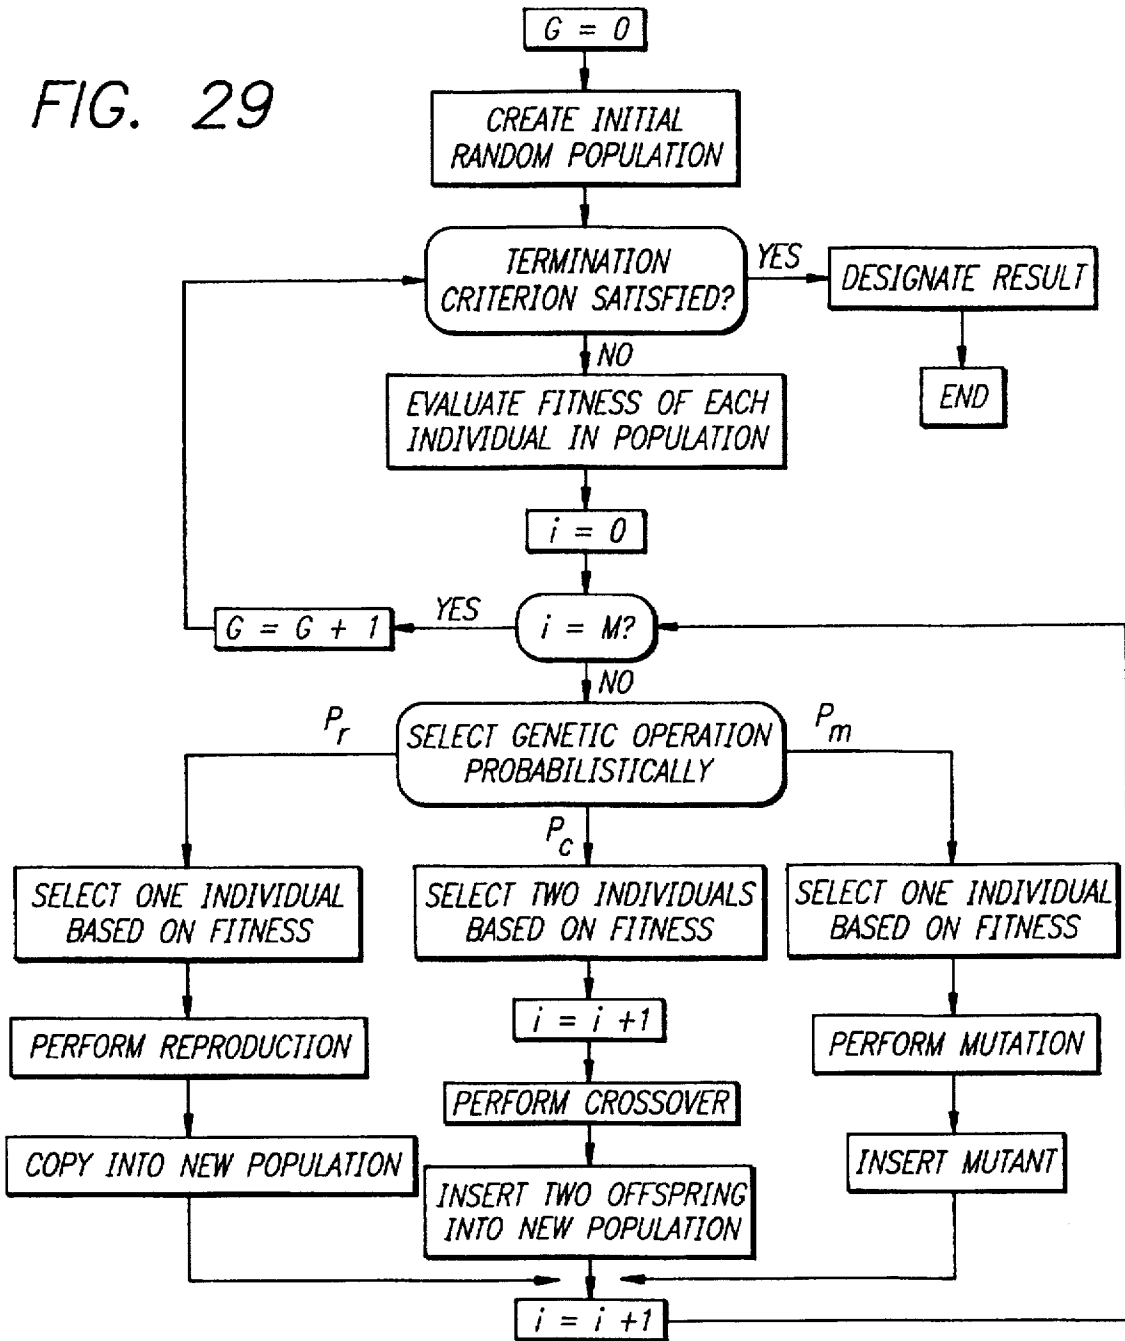 G = 0
FIG. 29
CREATE INITIAL
RANDOM POPULATION
TERMINATION
CRITERION SATISFIED?
YES
DESIGNATE RESULT
END
NO
EVALUATE FITNESS OF EACH
INDIVIDUAL IN POPULATION
i = 0
i = M?
YES
G = G + 1
NO
SELECT GENETIC OPERATION
PROBABILISTICALLY
Pr
Pc
Pm
SELECT ONE INDIVIDUAL
BASED ON FITNESS
PERFORM REPRODUCTION
COPY INTO NEW POPULATION
SELECT TWO INDIVIDUALS
BASED ON FITNESS
i = i +1
PERFORM CROSSOVER
INSERT TWO OFFSPRING
INTO NEW POPULATION
SELECT ONE INDIVIDUAL
BASED ON FITNESS
PERFORM MUTATION
INSERT MUTANT
i = i +1